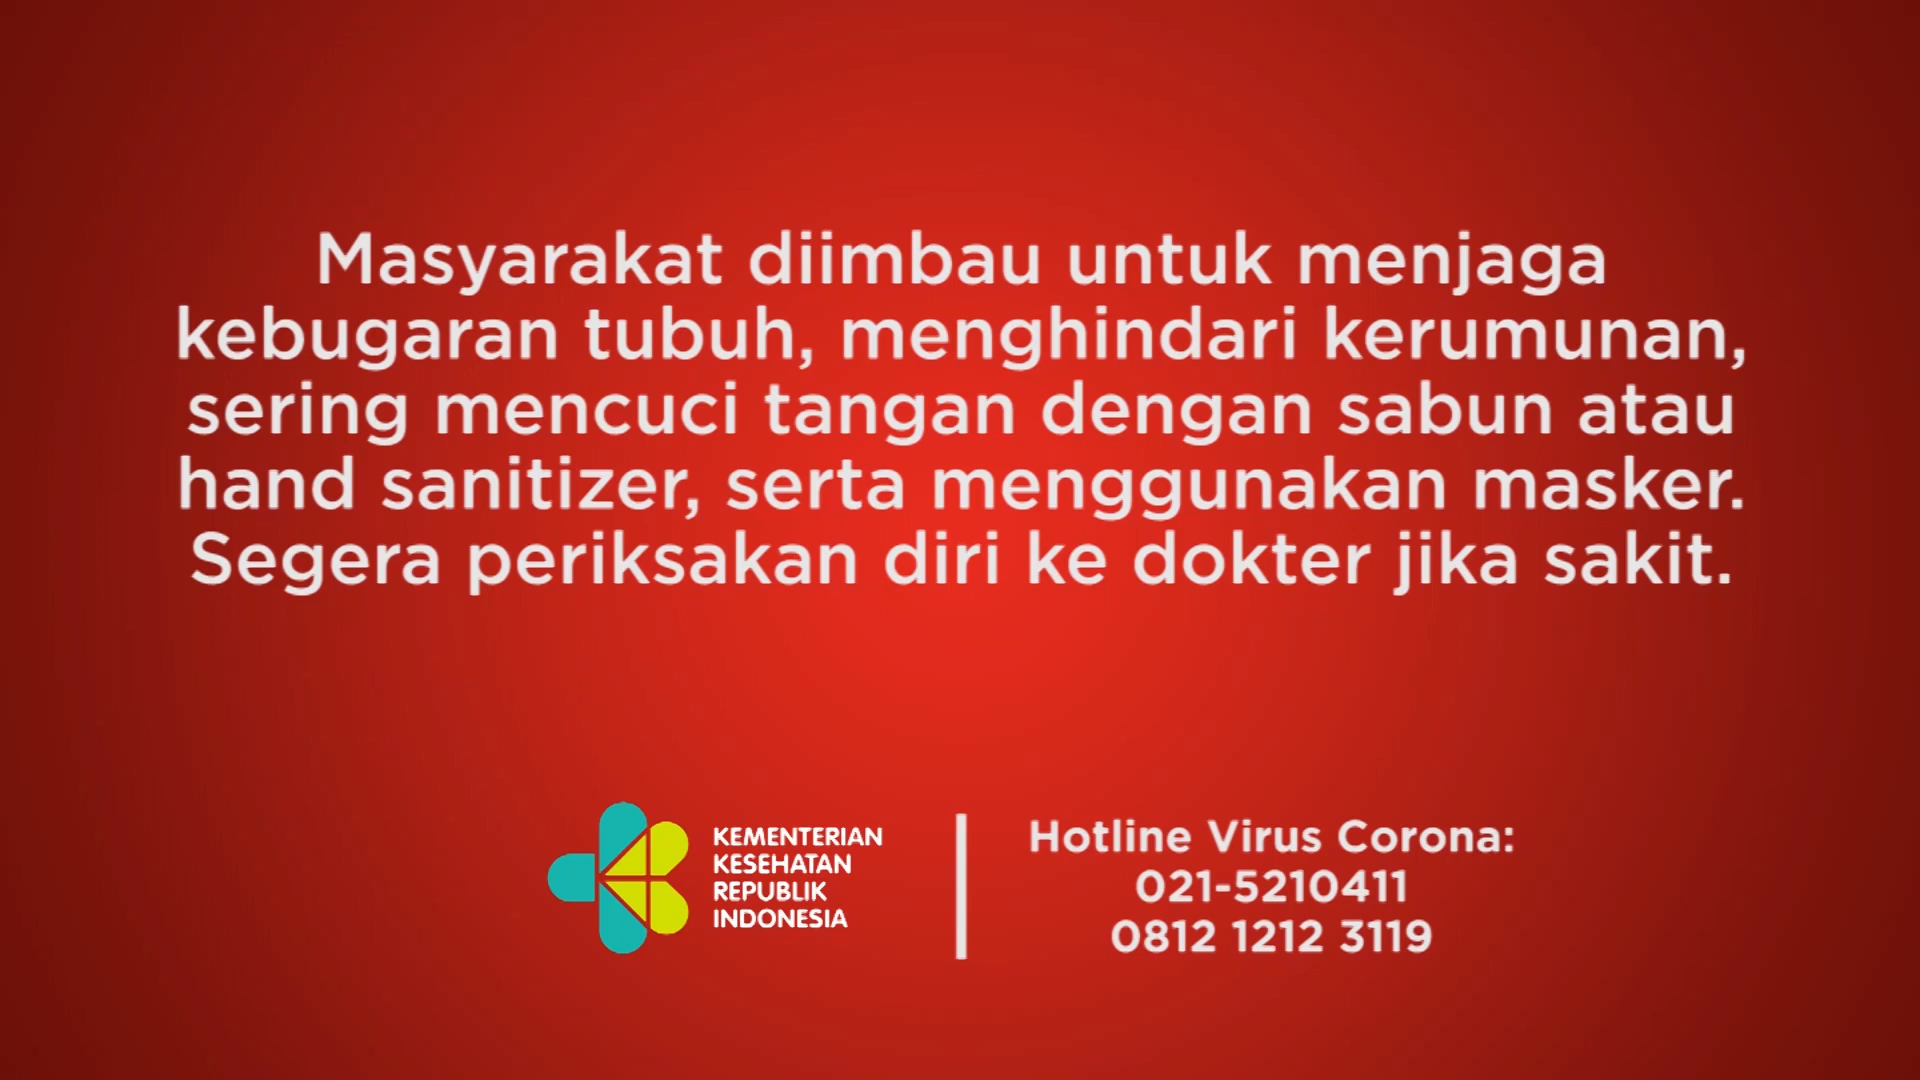 Masyarakat diimbau untuk menjaga
kebugaran tubuh, menghindari kerumunan,
sering mencuci tangan dengan sabun atau
hand sanitizer, serta menggunakan masker.
Segera periksakan diri ke dokter jika sakit.
KEMENTERIAN
KESEHATAN
REPUBLIK
INDONESIA
Hotline Virus Corona:
021-5210411
0812 1212 3119